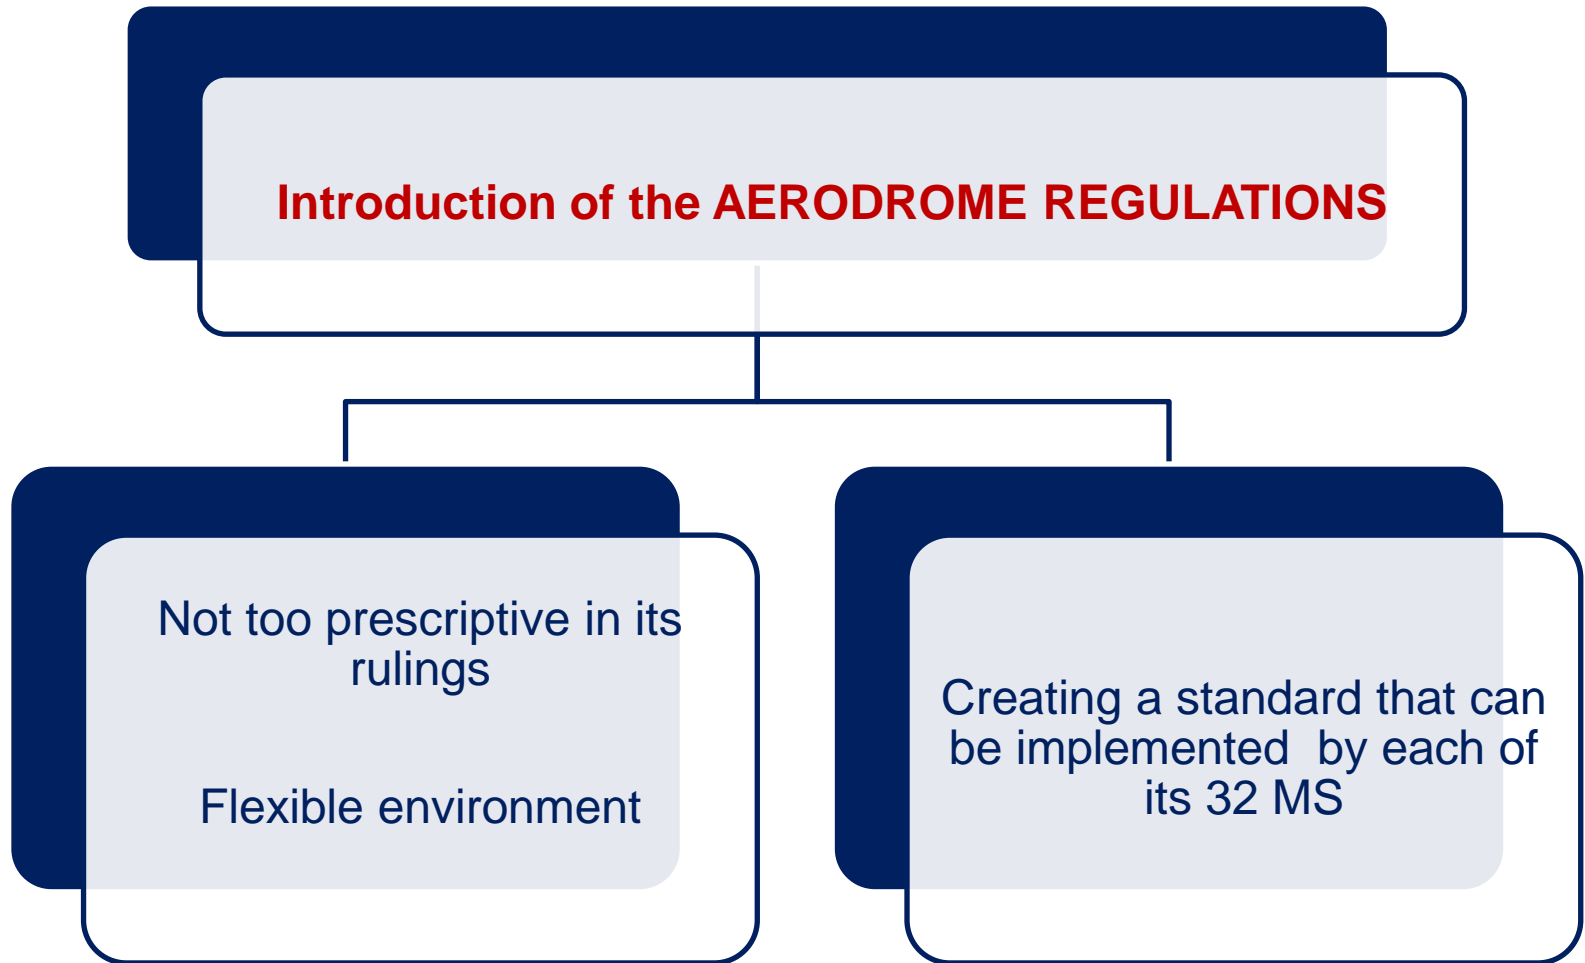 Introduction of the AERODROME REGULATIONS
Not too prescriptive in its
rulings
Flexible environment
Creating a standard that can
be implemented  by each of
its 32 MS